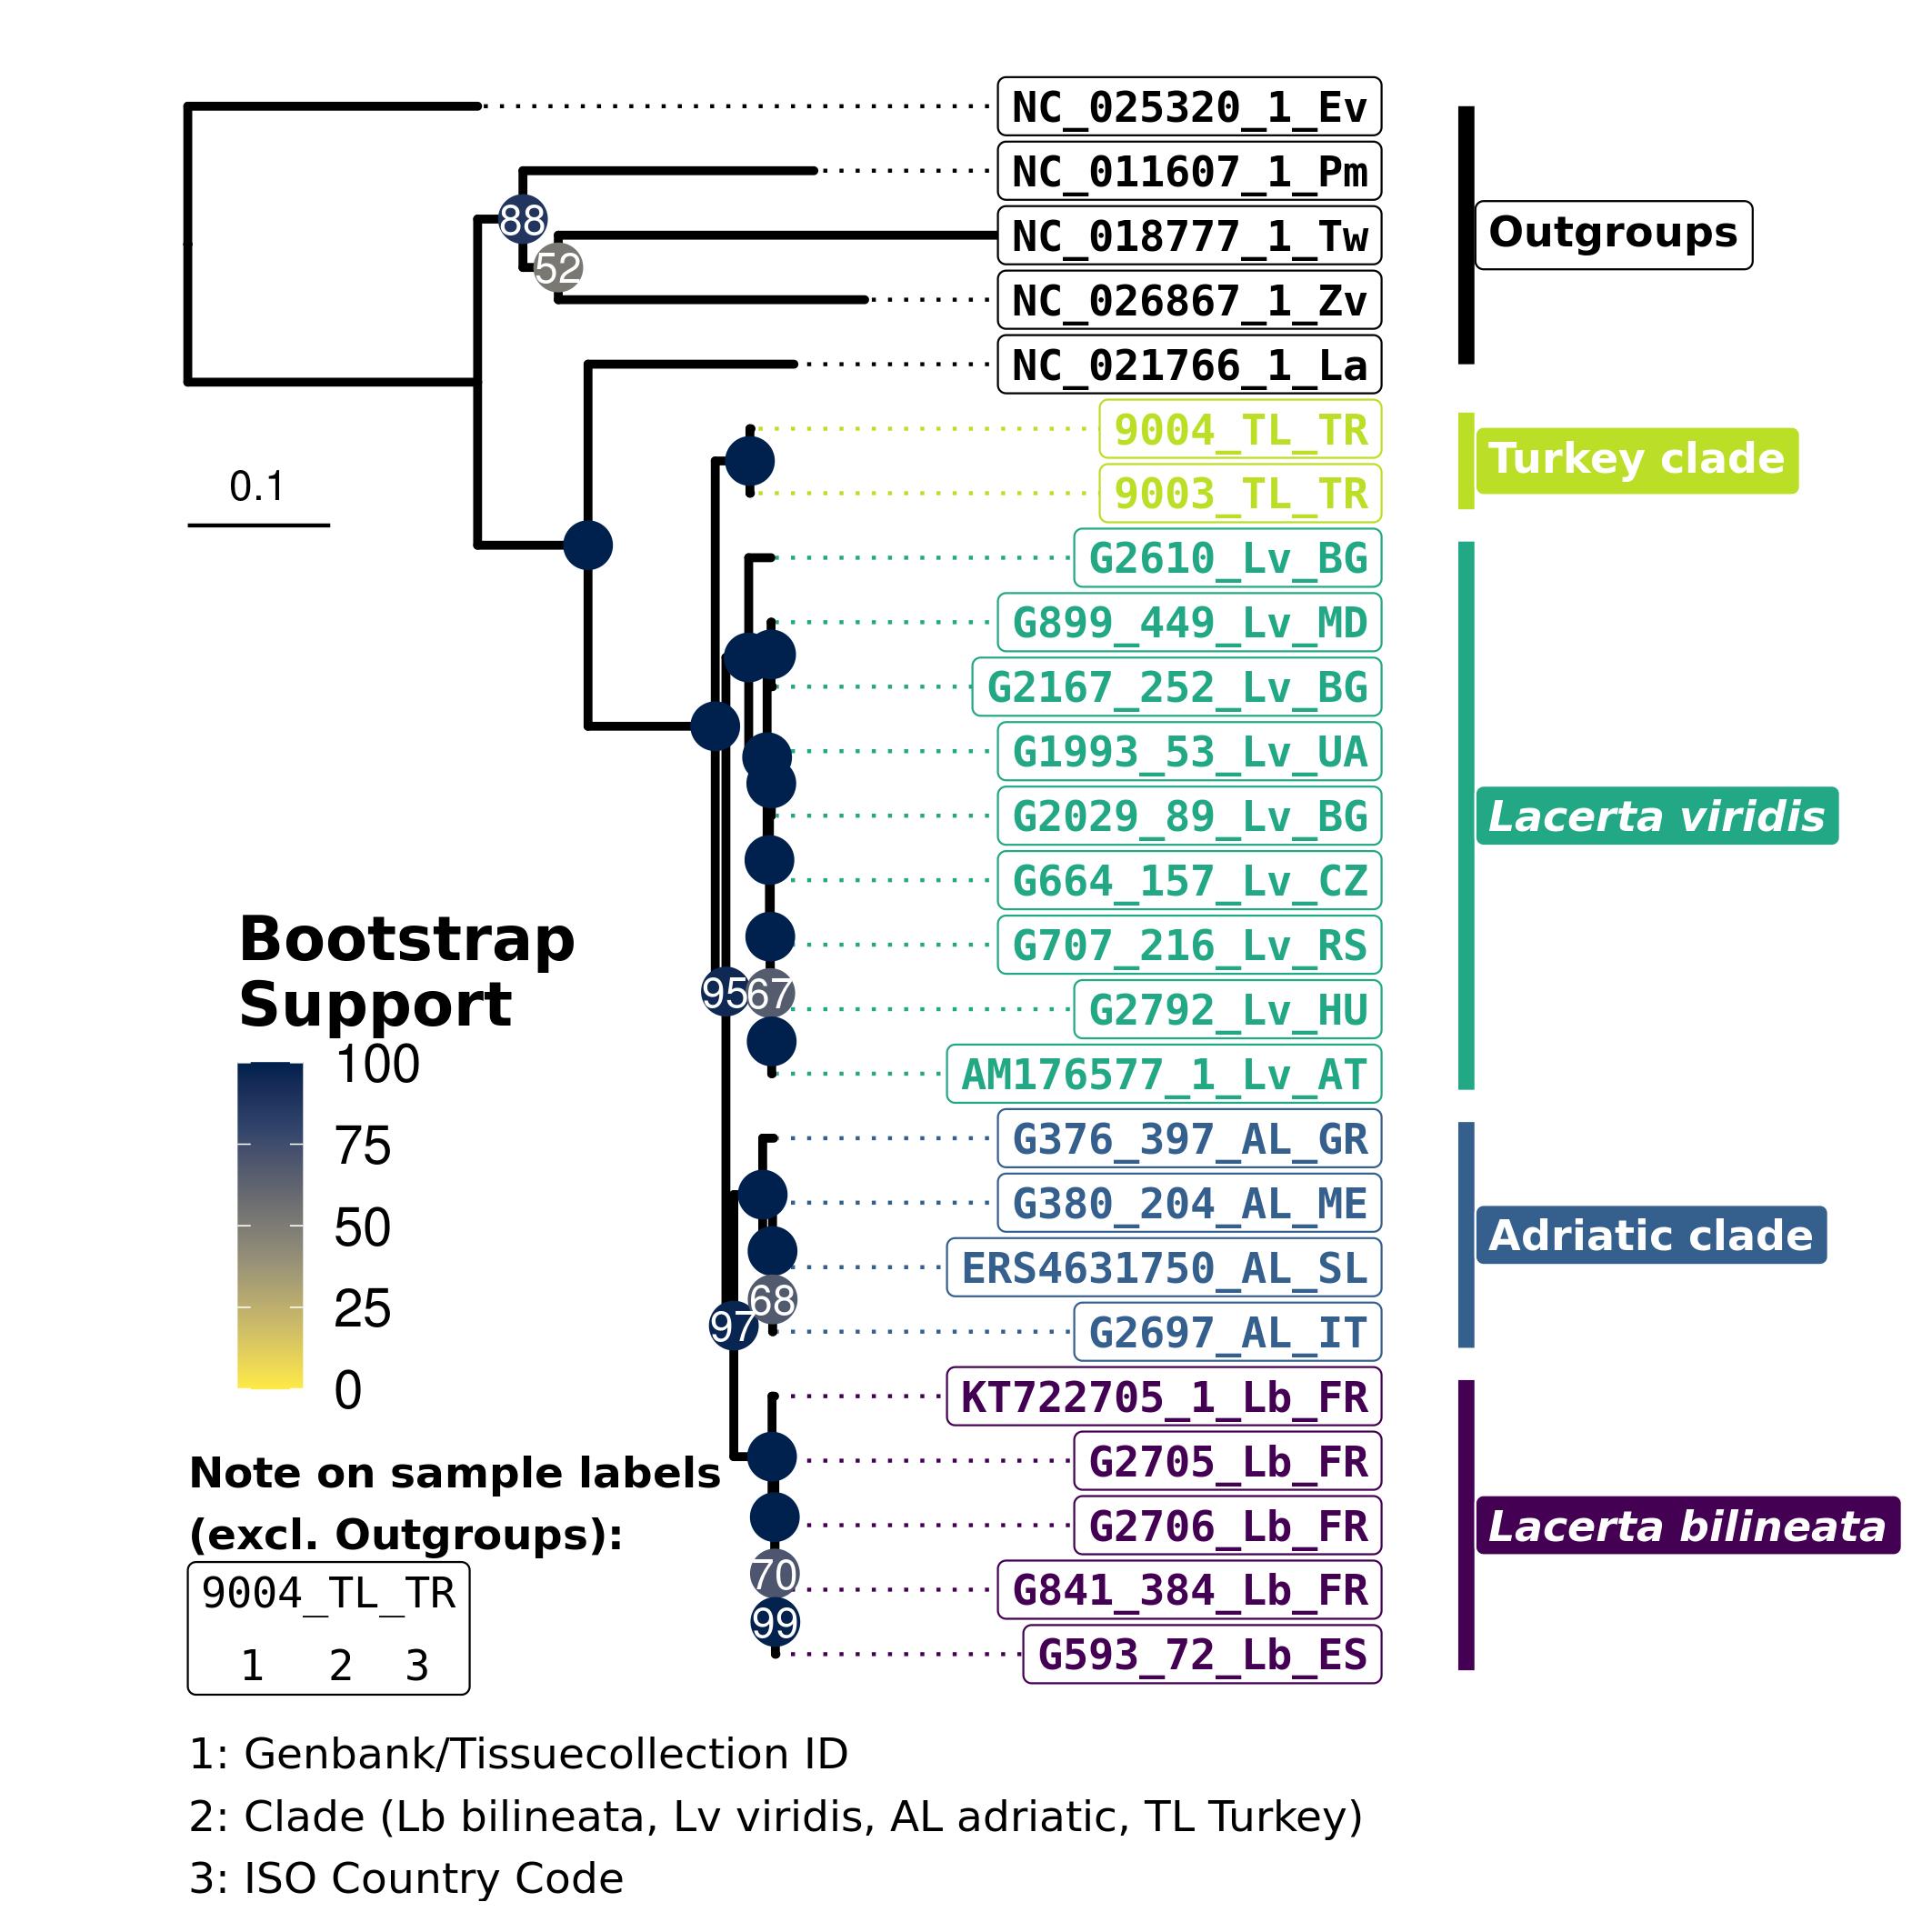 NC_025320_1_Ev
NC_011607_1_Pm
88
NC_018777_1_Tw
Outgroups
52
NC_026867_1_Zv
NC_021766_1_La
9004_TL_TR
Turkey clade
0.1
9003_TL_TR
G2610_Lv_BG
G899_449_Lv_MD
G2167_252_Lv_BG
G1993_53_Lv_UA
G2029_89_Lv_BG
Lacerta viridis
G664_157_Lv_CZ
G707_216_Lv_RS
95
67
G2792_Lv_HU
AM176577_1_Lv_AT
G376_397_AL_GR
G380_204_AL_ME
Adriatic clade
ERS4631750_AL_SL
68
97
G2697_AL_IT
KT722705_1_Lb_FR
G2705_Lb_FR
G2706_Lb_FR
Lacerta bilineata
70
G841_384_Lb_FR
99
G593_72_Lb_ES
Bootstrap
Support
100
75
50
25
0
Note on sample labels
(excl. Outgroups):
9004_TL_TR
1 2 3
1: Genbank/Tissuecollection ID
2: Clade (Lb bilineata, Lv viridis, AL adriatic, TL Turkey)
3: ISO Country Code